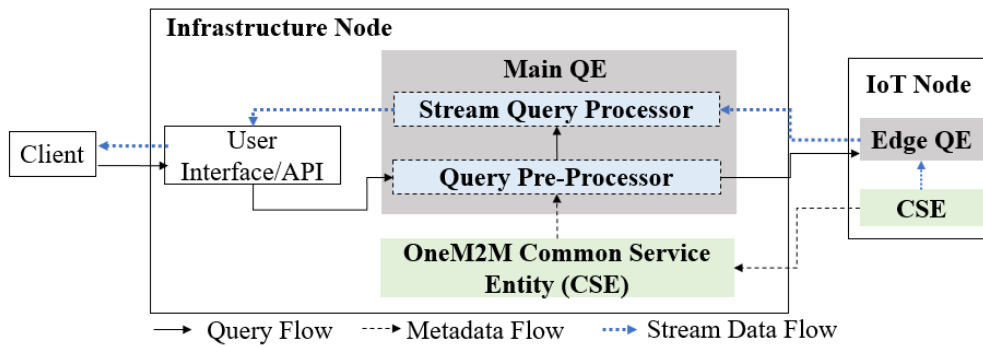 Infrastructure Node
Main QE
Stream Query Processor
Query Pre-Processor
OneM2M Common Service
Entity (CSE)
Client
User
Interface/API
IoT Node
Edge QE
CSE
Query Flow
Metadata Flow
Stream Data Flow